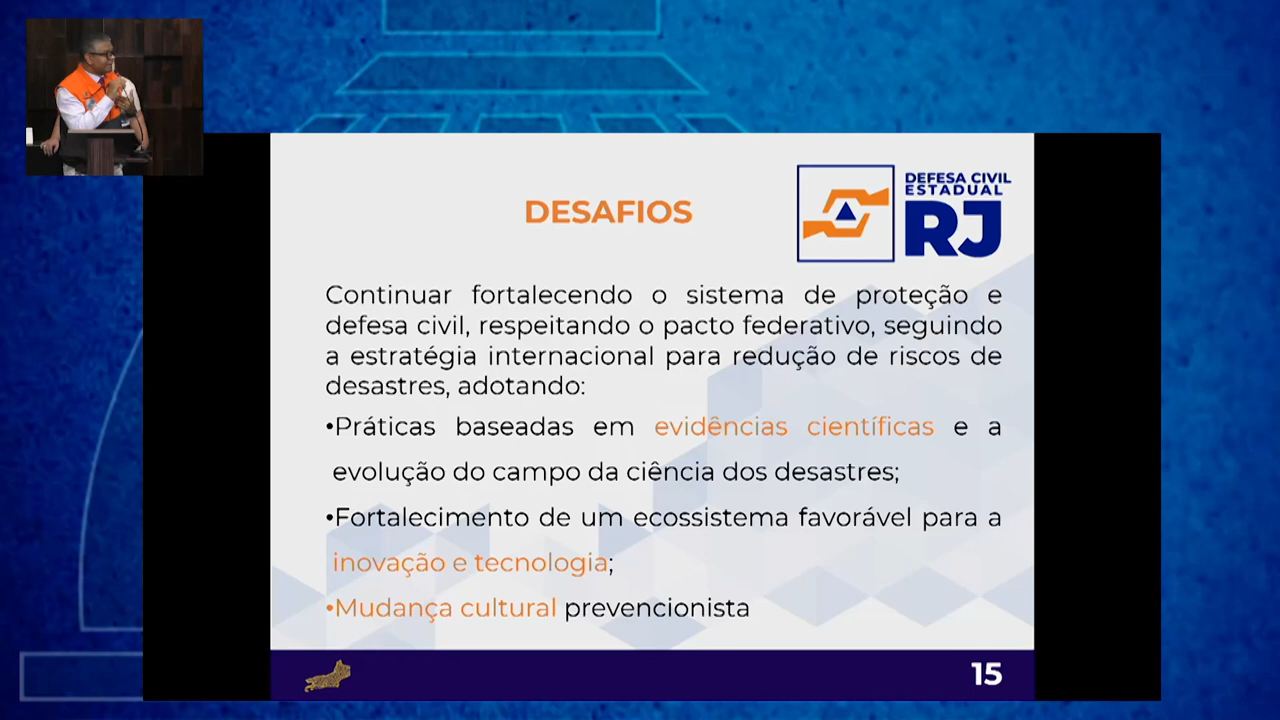 DESAFIOS
DEFESA CIVIL
ESTADUAL
RJ
Continuar fortalecendo o sistema de proteção e
defesa civil, respeitando o pacto federativo, seguindo
a estratégia internacional para redução de riscos de
desastres, adotando:
•Práticas baseadas em evidências científicas e a
evolução do campo da ciência dos desastres;
•Fortalecimento de um ecossistema favorável para a
inovação e tecnologia;
•Mudança cultural prevencionista
15